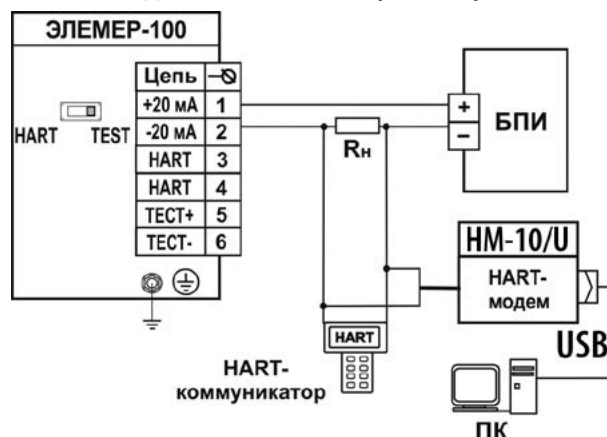 ЭЛЕМЕР-100
Цепь
+20 мА 1
-20 мА 2
HART 3
HART 4
ТЕСТ+ 5
ТЕСТ- 6
HART TEST
Rн
+
−
БПИ
HM-10/U
HART-
модем
USB
HART
HART-
коммуникатор
ПК